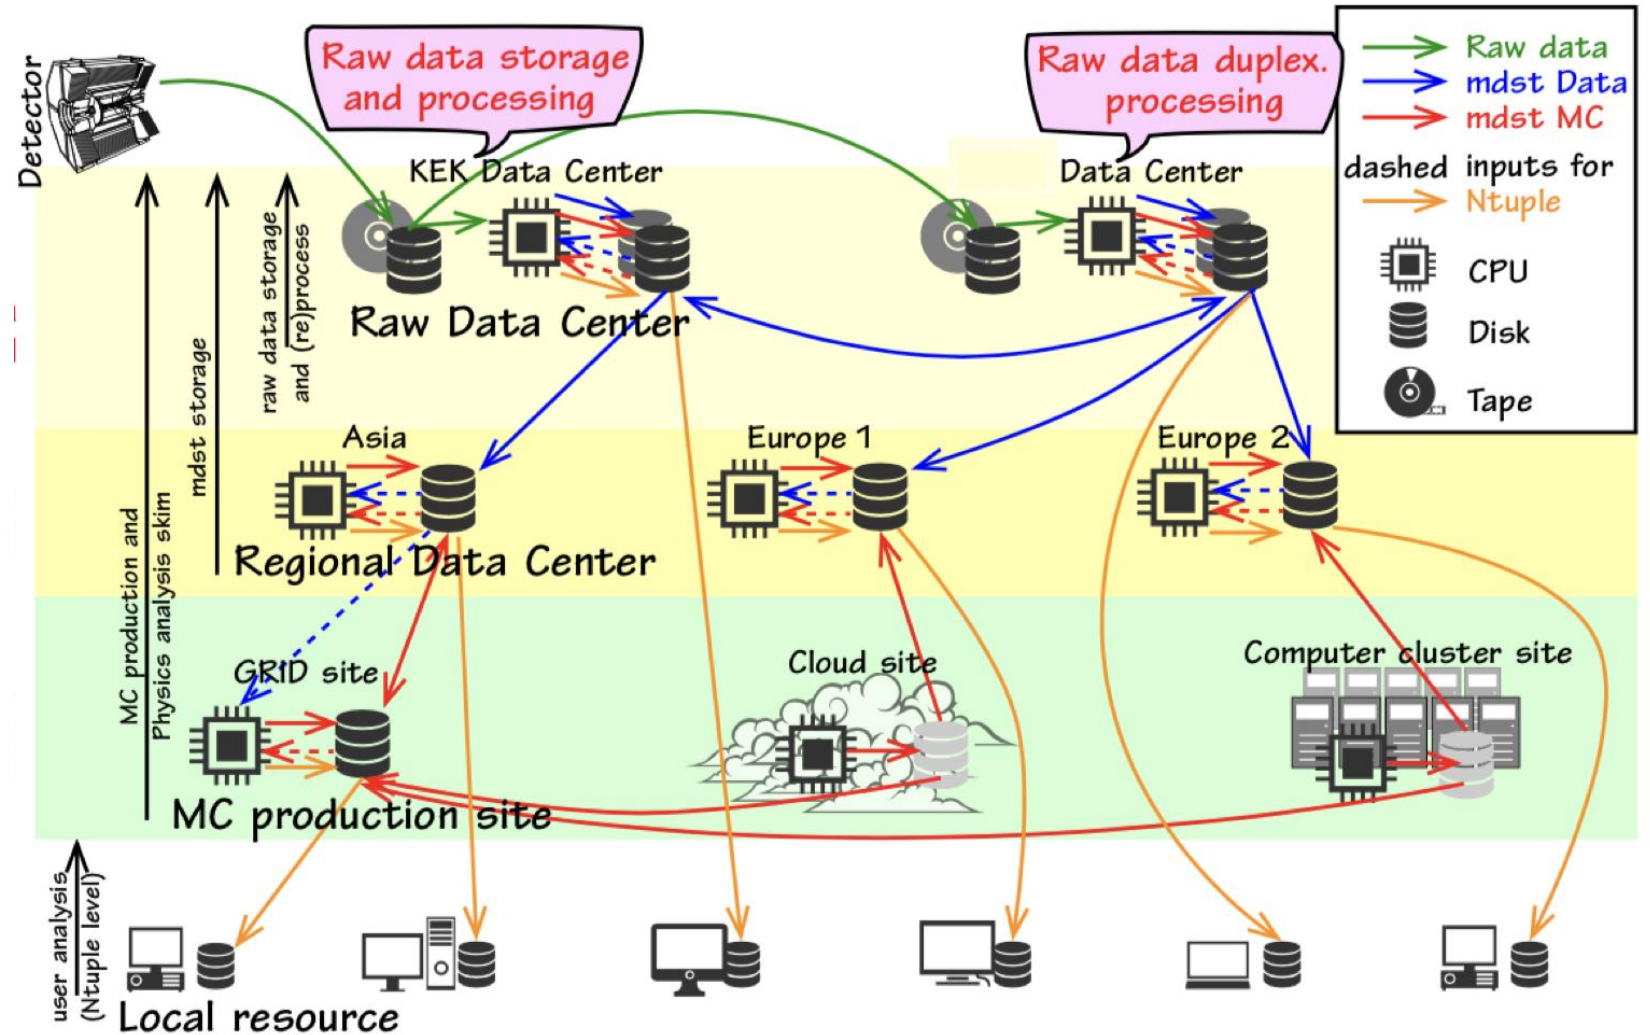 Detector
Raw data storage
and processing
Raw data duplex.
processing
Raw data
mdst Data
mdst MC
dashed inputs for
Ntuple
CPU
Disk
Tape
KEK Data Center
Data Center
raw data storage
and (re)process
Raw Data Center
mdst storage
Asia
Europe 1
Europe 2
Regional Data Center
MC production and
Physics analysis skim
GRID site
Cloud site
Computer cluster site
MC production site
user analysis
(Ntuple level)
Local resource